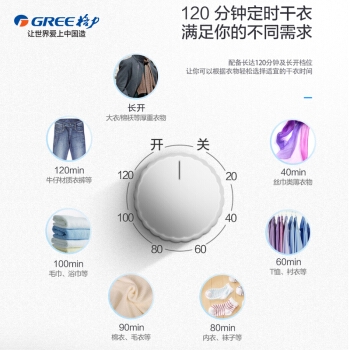 GREE格力
让世界爱上中国造
120 分钟定时干衣
满足你的不同需求
配备长达120分钟及长开档位
让你可以根据衣物轻松选择适宜的干衣时间
长开
大衣/棉袄等厚重衣物
开 关
120min
牛仔材质衣裤等
40min
丝巾类薄衣物
120 20
100 40
80 60
100min
毛巾、浴巾等
60min
T恤、衬衣等
90min
棉衣、毛衣等
80min
内衣、袜子等